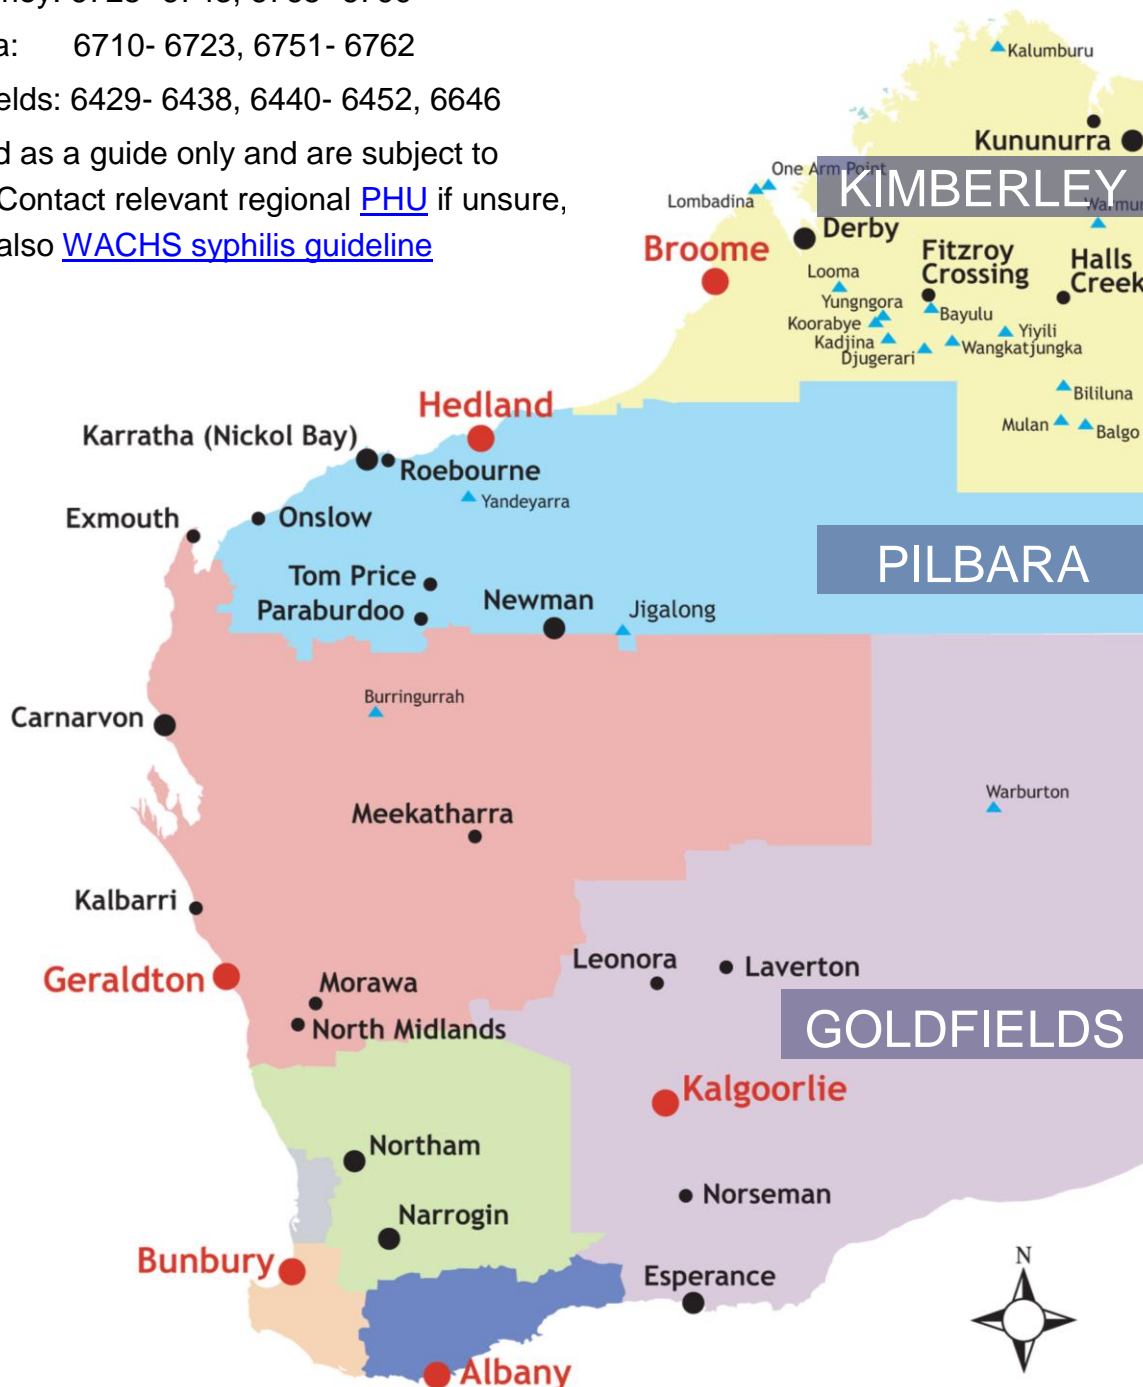 a: 6710- 6723, 6751- 6762
elds: 6429- 6438, 6440- 6452, 6646
d as a guide only and are subject to
Contact relevant regional PHU if unsure,
also WACHS syphilis guideline
Kalumburu
Kununurra
One Arm Point
KIMBERLEY
Lombadina
Derby
Broome
Fitzroy
Crossing
Halls
Creek
Looma
Yungngora
Bayulu
Koorabye
Yiyili
Kadjina
Wangkatjungka
Djugerari
Bililuna
Mulan
Balgo
Hedland
Karratha (Nickol Bay)
Roebourne
Yandeyarra
Exmouth
Onslow
PILBARA
Tom Price
Paraburdoo
Newman
Jigalong
Burringurrah
Carnarvon
Warburton
Meekatharra
Kalbarri
Leonora
Laverton
Geraldton
Morawa
North Midlands
GOLDFIELDS
Kalgoorlie
Northam
Norseman
Narrogin
Bunbury
Esperance
N
Albany